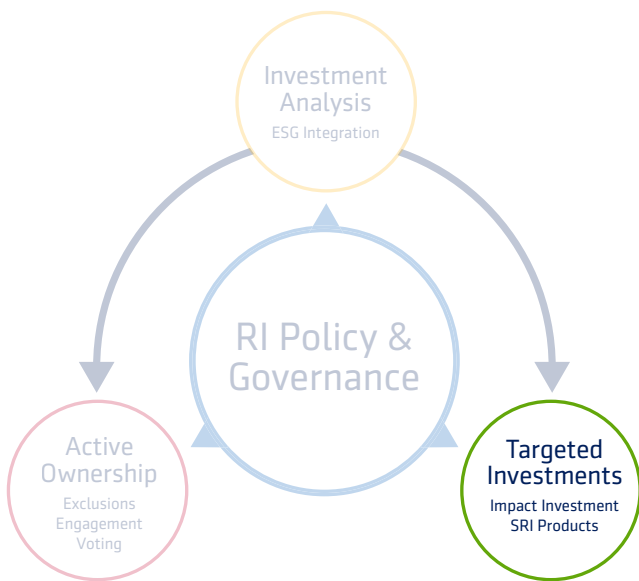 Investment
Analysis
ESG Integration
RI Policy &
Governance
Active
Ownership
Exclusions
Engagement
Voting
Targeted
Investments
Impact Investment
SRI Products